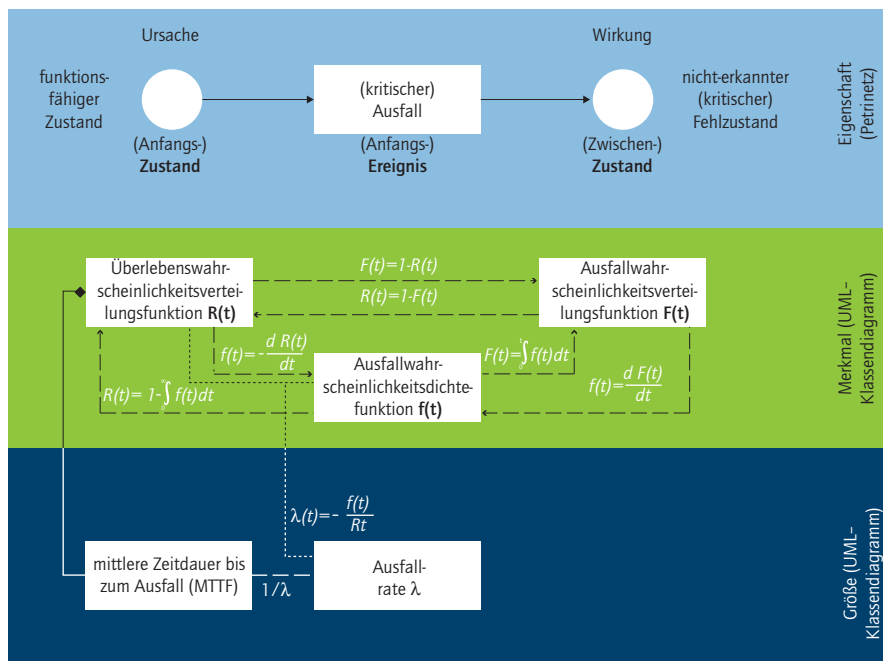 Ursache
Wirkung
funktions-
fähiger
Zustand
(kritischer)
Ausfall
nicht-erkannter
(kritischer)
Fehlzustand
(Anfangs-)
Zustand
(Anfangs-)
Ereignis
(Zwischen-)
Zustand
Eigenschaft
(Petrinetz)
Überlebenswahr-
scheinlichkeitsvertei-
lungsfunktion R(t)
F(t)=1-R(t)
R(t)=1-F(t)
Ausfallwahr-
scheinlichkeitsvertei-
lungsfunktion F(t)
f(t)=-d R(t)/dt
Ausfallwahr-
scheinlichkeitsdichte-
funktion f(t)
F(t)=∫₀ᵗ f(t)dt
f(t)=d F(t)/dt
R(t)= 1-∫ f(t)dt
Merkmal (UML-
Klassendiagramm)
λ(t)=- f(t)/Rt
mittlere Zeitdauer bis
zum Ausfall (MTTF)
1/λ
Ausfall-
rate λ
Größe (UML-
Klassendiagramm)